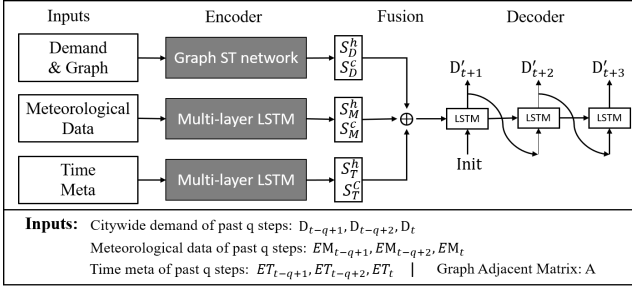 Inputs Encoder Fusion Decoder
Demand & Graph
Graph ST network
S_D^h
S_D^c
D′_{t+1} D′_{t+2} D′_{t+3}
Meteorological Data
Multi-layer LSTM
S_M^h
S_M^c
⊕
LSTM LSTM LSTM
Init
Time Meta
Multi-layer LSTM
S_T^h
S_T^C
Inputs: Citywide demand of past q steps: D_{t−q+1}, D_{t−q+2}, D_t
Meteorological data of past q steps: EM_{t−q+1}, EM_{t−q+2}, EM_t
Time meta of past q steps: ET_{t−q+1}, ET_{t−q+2}, ET_t | Graph Adjacent Matrix: A